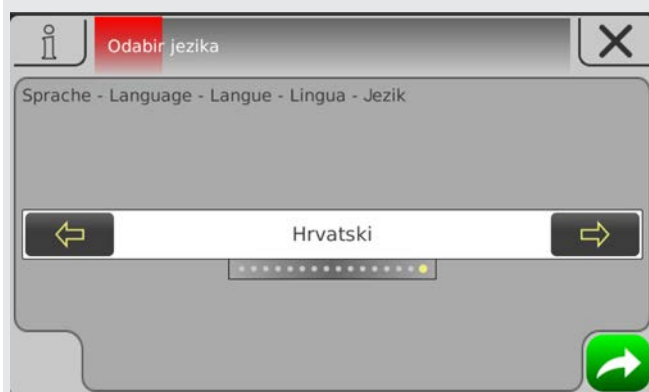 Odabir jezika
Sprache - Language - Langue - Lingua - Jezik
Hrvatski